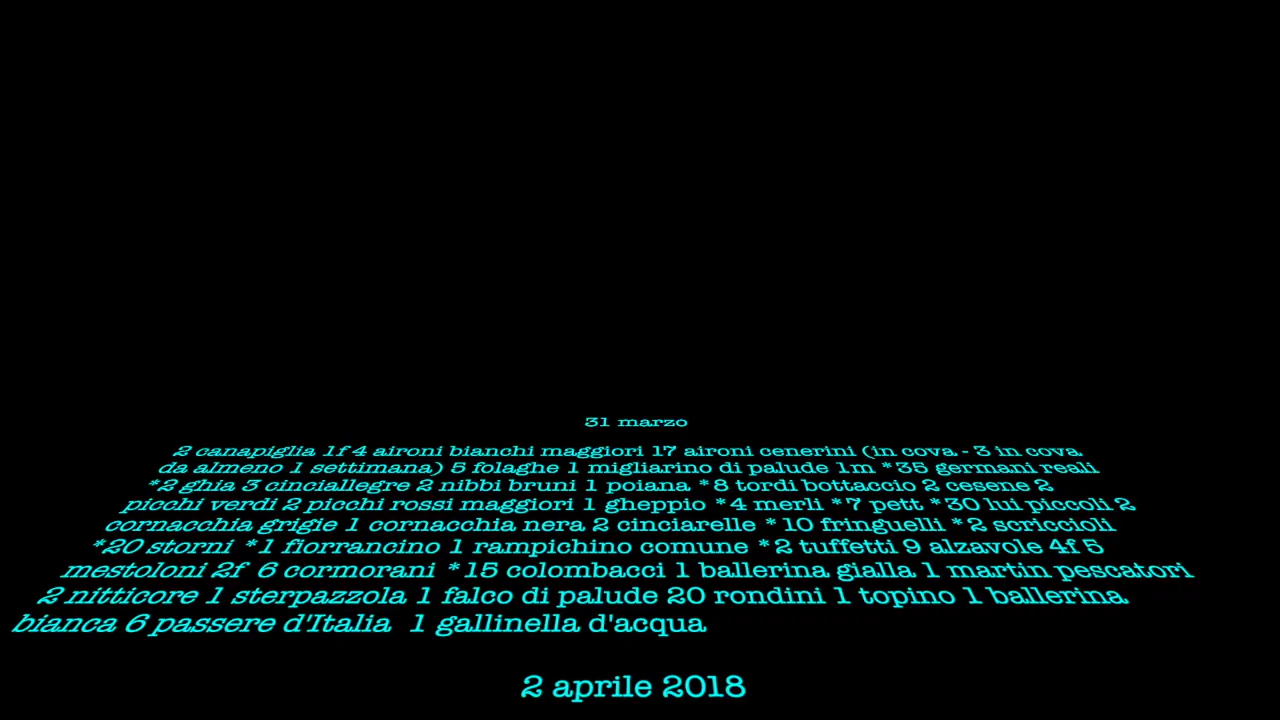 31 marzo
2 canapiglia 1f 4 aironi bianchi maggiori 17 aironi cenerini (in cova - 3 in cova
da almeno 1 settimana) 5 folaghe 1 migliarino di palude 1m *35 germani reali
*2 ghia 3 cinciallegre 2 nibbi bruni 1 poiana *8 tordi bottaccio 2 cesene 2
picchi verdi 2 picchi rossi maggiori 1 gheppio *4 merli *7 pett *30 lui piccoli 2
cornacchia grigie 1 cornacchia nera 2 cinciarelle *10 fringuelli *2 scriccioli
*20 storni *1 fiorrancino 1 rampichino comune *2 tuffetti 9 alzavole 4f 5
mestoloni 2f 6 cormorani *15 colombacci 1 ballerina gialla 1 martin pescatori
2 nitticore 1 sterpazzola 1 falco di palude 20 rondini 1 topino 1 ballerina
bianca 6 passere d'Italia 1 gallinella d'acqua
2 aprile 2018